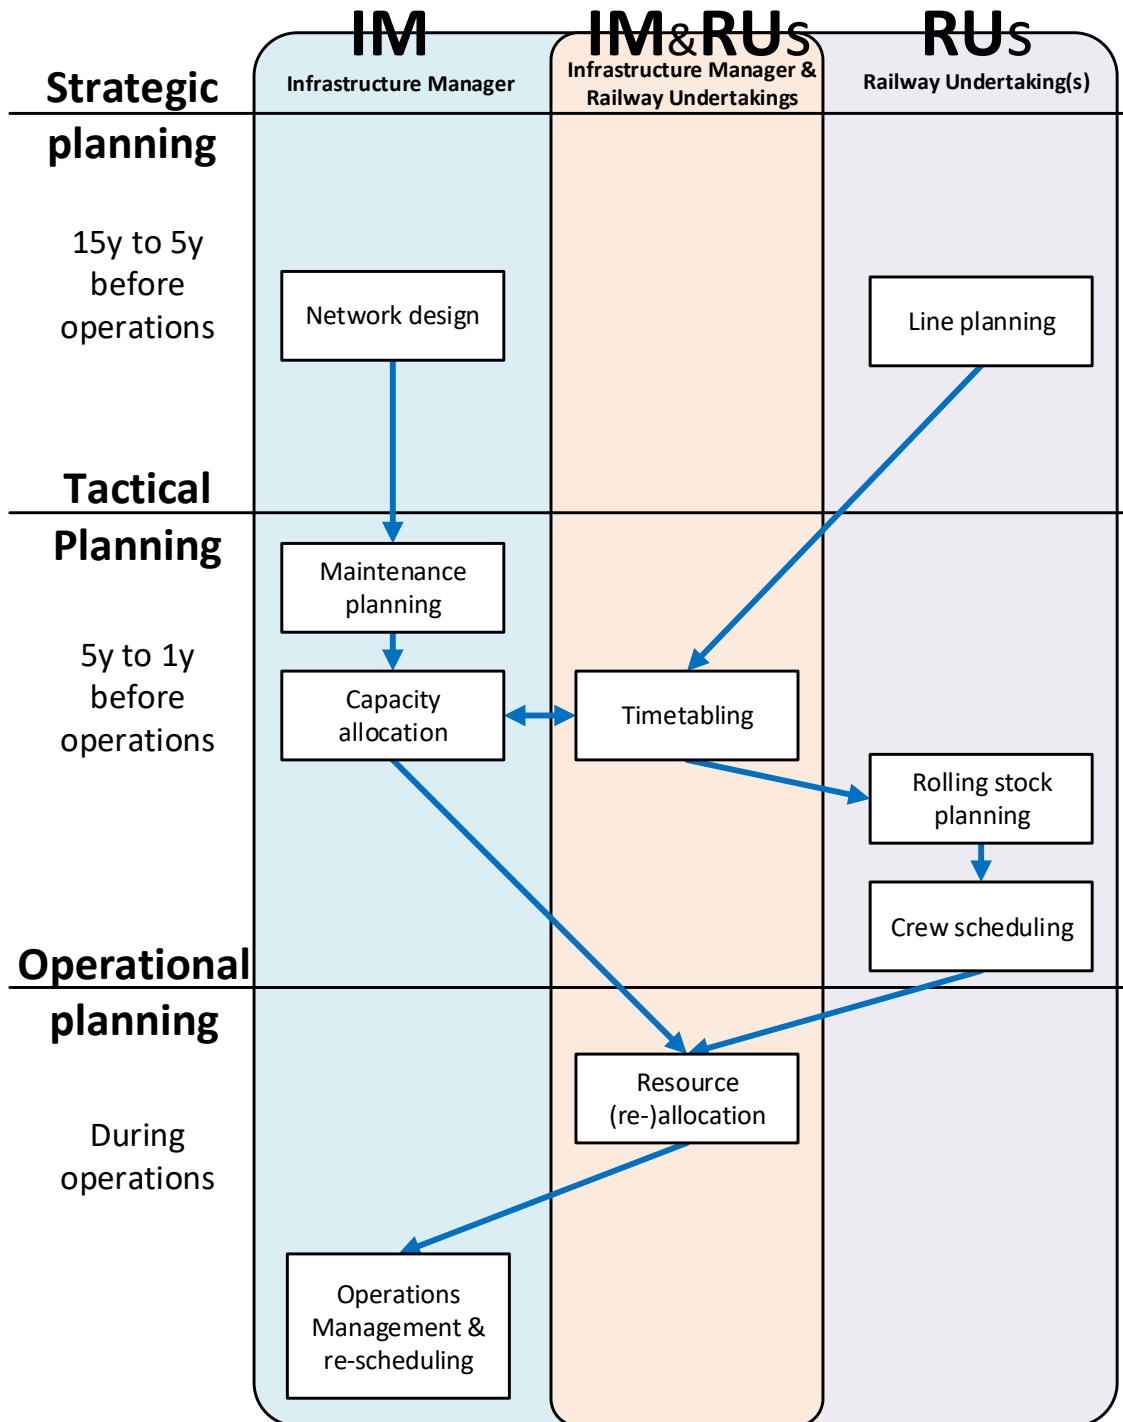 IM
Infrastructure Manager
IM&RUs
Infrastructure Manager &
Railway Undertakings
RUs
Railway Undertaking(s)
Strategic
planning
15y to 5y
before
operations
Network design
Line planning
Tactical
Planning
5y to 1y
before
operations
Maintenance
planning
Capacity
allocation
Timetabling
Rolling stock
planning
Crew scheduling
Operational
planning
During
operations
Resource
(re-)allocation
Operations
Management &
re-scheduling